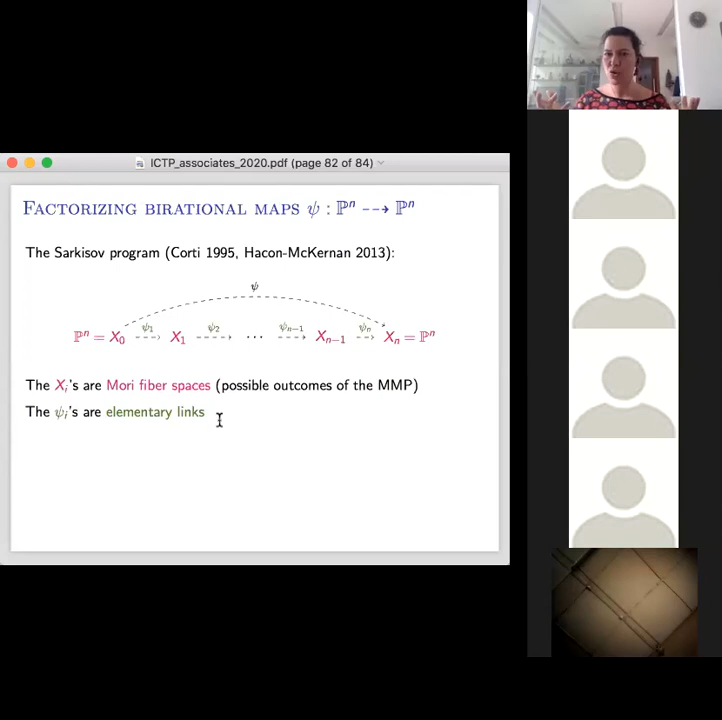 ICTP_associates_2020.pdf (page 82 of 84)
FACTORIZING BIRATIONAL MAPS ψ : ℙⁿ ⇢ ℙⁿ
The Sarkisov program (Corti 1995, Hacon-McKernan 2013):
ψ
ψ₁ ψ₂ ψₙ₋₁ ψₙ
ℙⁿ = X₀ ⇢ X₁ ⇢ ⋯ ⇢ Xₙ₋₁ ⇢ Xₙ = ℙⁿ
The Xᵢ's are Mori fiber spaces (possible outcomes of the MMP)
The ψᵢ's are elementary links